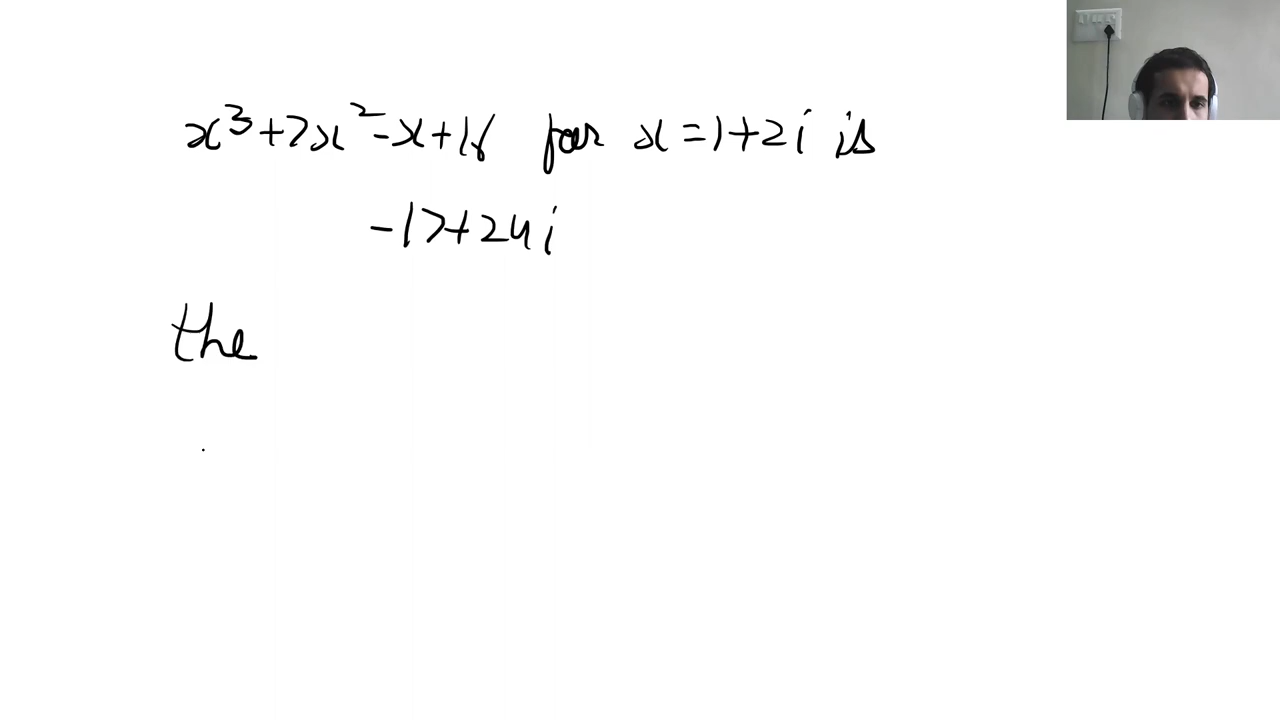 x³+7x²-x+16 for x=1+2i is
-17+24i
the